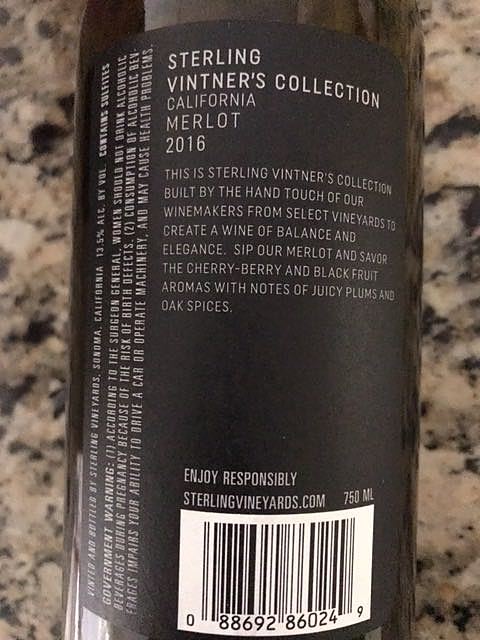 STERLING
VINTNER'S COLLECTION
CALIFORNIA
MERLOT
2016
THIS IS STERLING VINTNER'S COLLECTION
BUILT BY THE HAND TOUCH OF OUR
WINEMAKERS FROM SELECT VINEYARDS TO
CREATE A WINE OF BALANCE AND
ELEGANCE. SIP OUR MERLOT AND SAVOR
THE CHERRY-BERRY AND BLACK FRUIT
AROMAS WITH NOTES OF JUICY PLUMS AND
OAK SPICES.
ENJOY RESPONSIBLY
STERLINGVINEYARDS.COM 750 ML
0 88692 86024 9
VINTED AND BOTTLED BY STERLING VINEYARDS, SONOMA, CALIFORNIA 13.5% ALC. BY VOL. CONTAINS SULFITES
GOVERNMENT WARNING: (1) ACCORDING TO THE SURGEON GENERAL, WOMEN SHOULD NOT DRINK ALCOHOLIC
BEVERAGES DURING PREGNANCY BECAUSE OF THE RISK OF BIRTH DEFECTS. (2) CONSUMPTION OF ALCOHOLIC BEV-
ERAGES IMPAIRS YOUR ABILITY TO DRIVE A CAR OR OPERATE MACHINERY, AND MAY CAUSE HEALTH PROBLEMS.